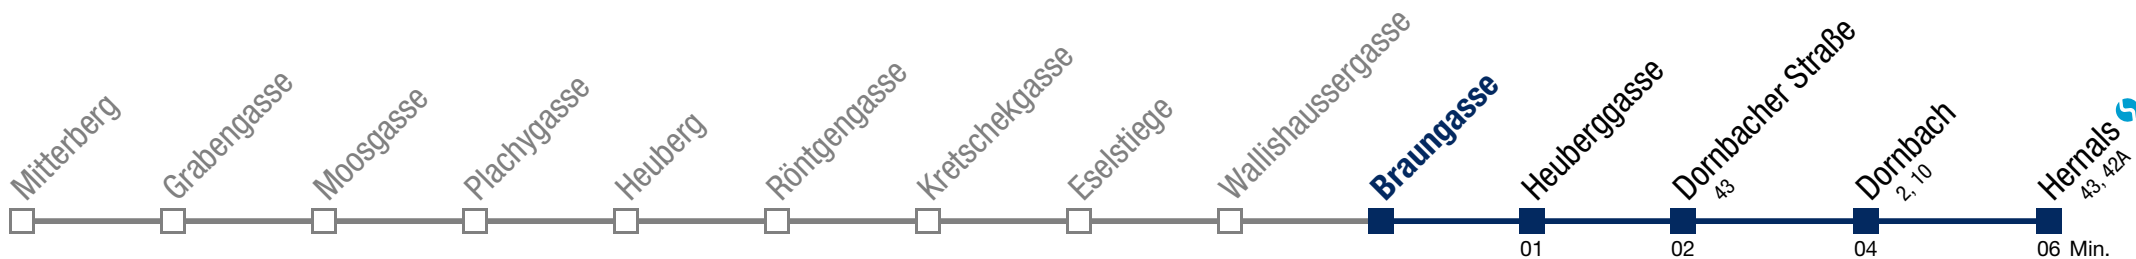 Mitterberg
Grabengasse
Moosgasse
Plachygasse
Heuberg
Röntgengasse
Kretschekgasse
Eselstiege
Wallishaussergasse
Braungasse
Heuberggasse
Dornbacher Straße
43
Dornbach
2, 10
Hernals
43, 42A
01
02
04
06 Min.